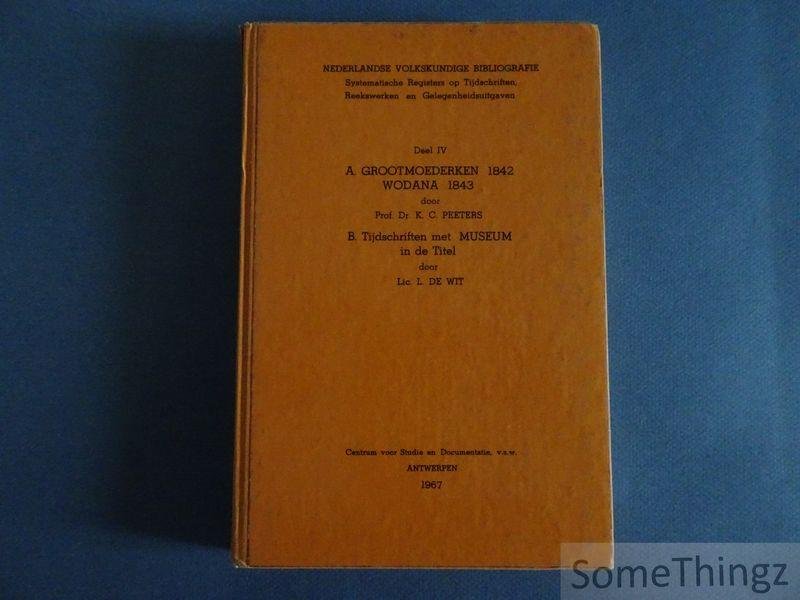 NEDERLANDSE VOLKSKUNDIGE BIBLIOGRAFIE
Systematische Registers op Tijdschriften,
Reekswerken en Gelegenheidsuitgaven
Deel IV
A. GROOTMOEDERKEN 1842
WODANA 1843
door
Prof. Dr. K. C. PEETERS
B. Tijdschriften met MUSEUM
in de Titel
door
Lic. L. DE WIT
Centrum voor Studie en Documentatie, v.z.w.
ANTWERPEN
1967
SomeThingz